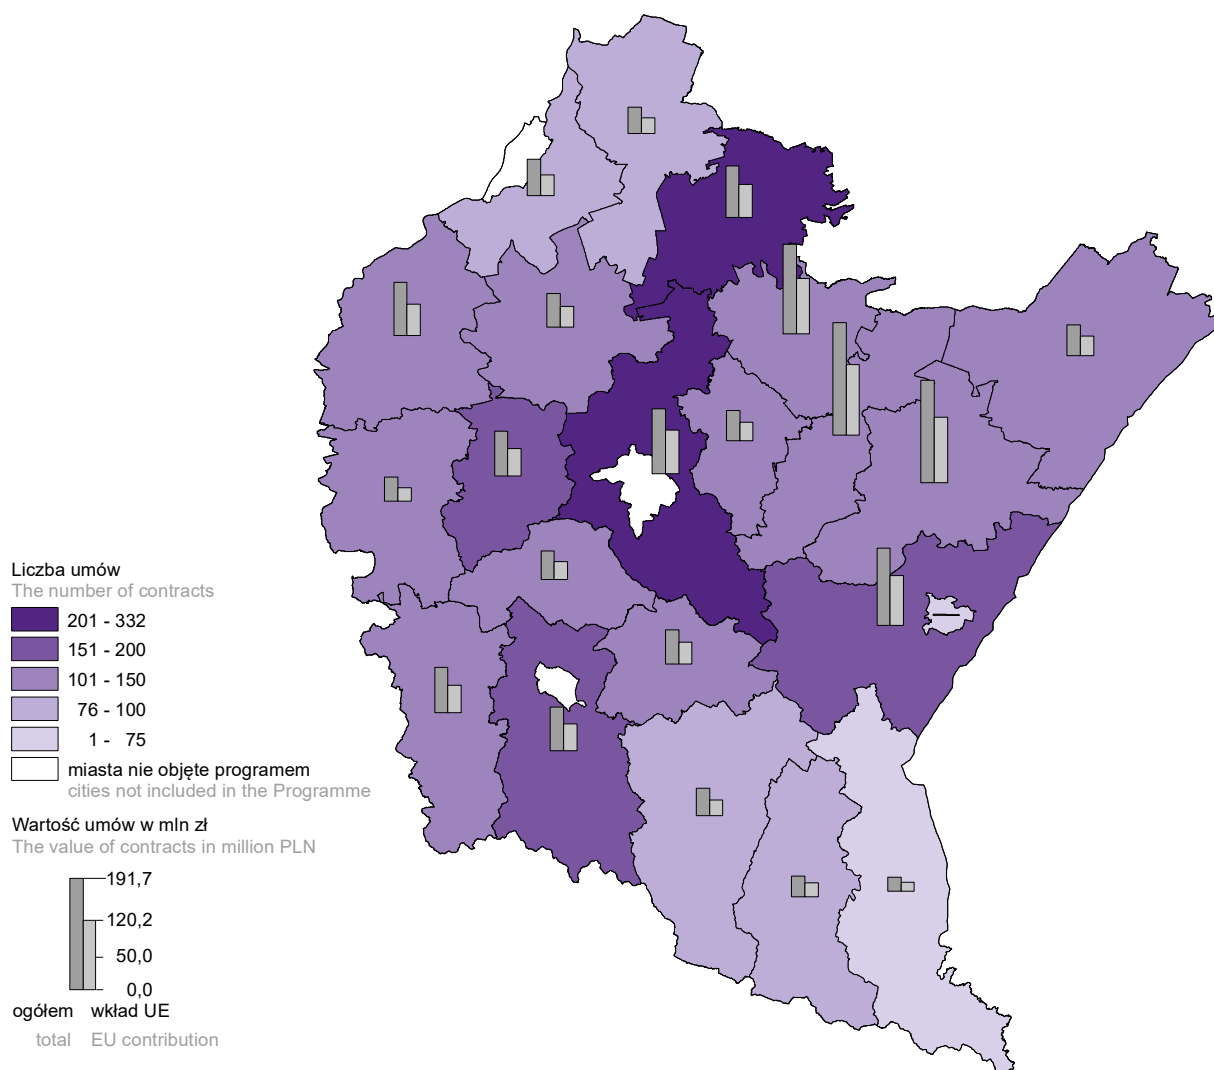 Liczba umów
The number of contracts
201 - 332
151 - 200
101 - 150
76 - 100
1 - 75
miasta nie objęte programem
cities not included in the Programme
Wartość umów w mln zł
The value of contracts in million PLN
191,7
120,2
50,0
0,0
ogółem wkład UE
total EU contribution